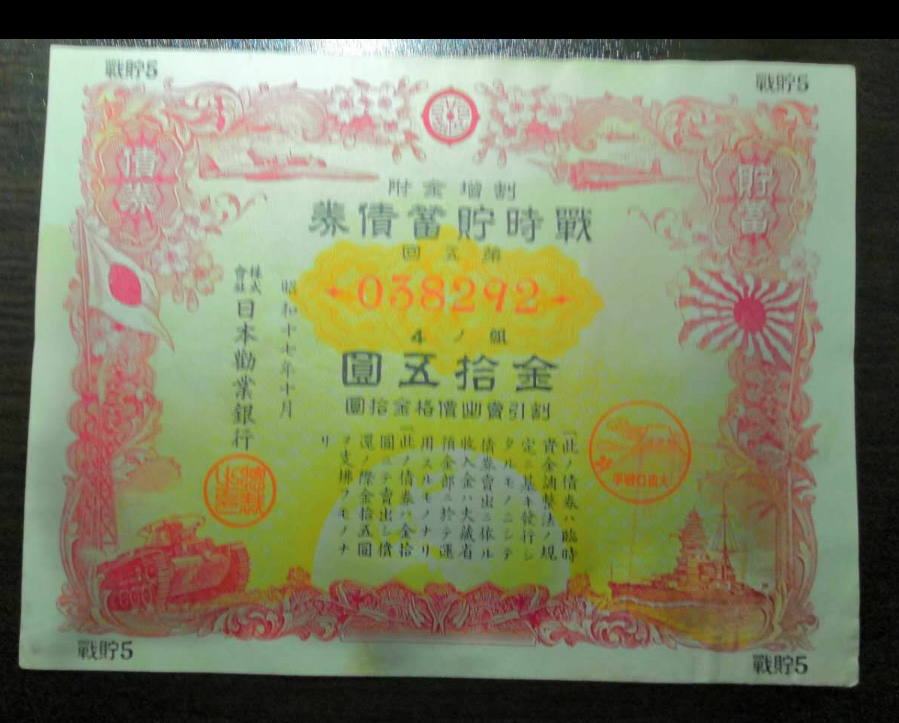 戰貯5
戰貯5
貯蓄
債券
割增金附
戰時貯蓄債券
第弐回
038292
組ノ4
金拾五圓
割引賣出價格金拾圓
一此ノ債券ハ臨時
資金調整法ノ規
定ニ基キ發行シ
タルモノニシテ
債券賣出ニ依ル
收入金ハ大藏省
預金部ニ於テ運
用スルモノナリ
一此ノ債券ハ金拾
圓ニテ賣出シ償
還ノ際金拾五圓
ヲ支拂フモノナ
リ
昭和十七年十月
株式會社日本勸業銀行
戰貯5
戰貯5